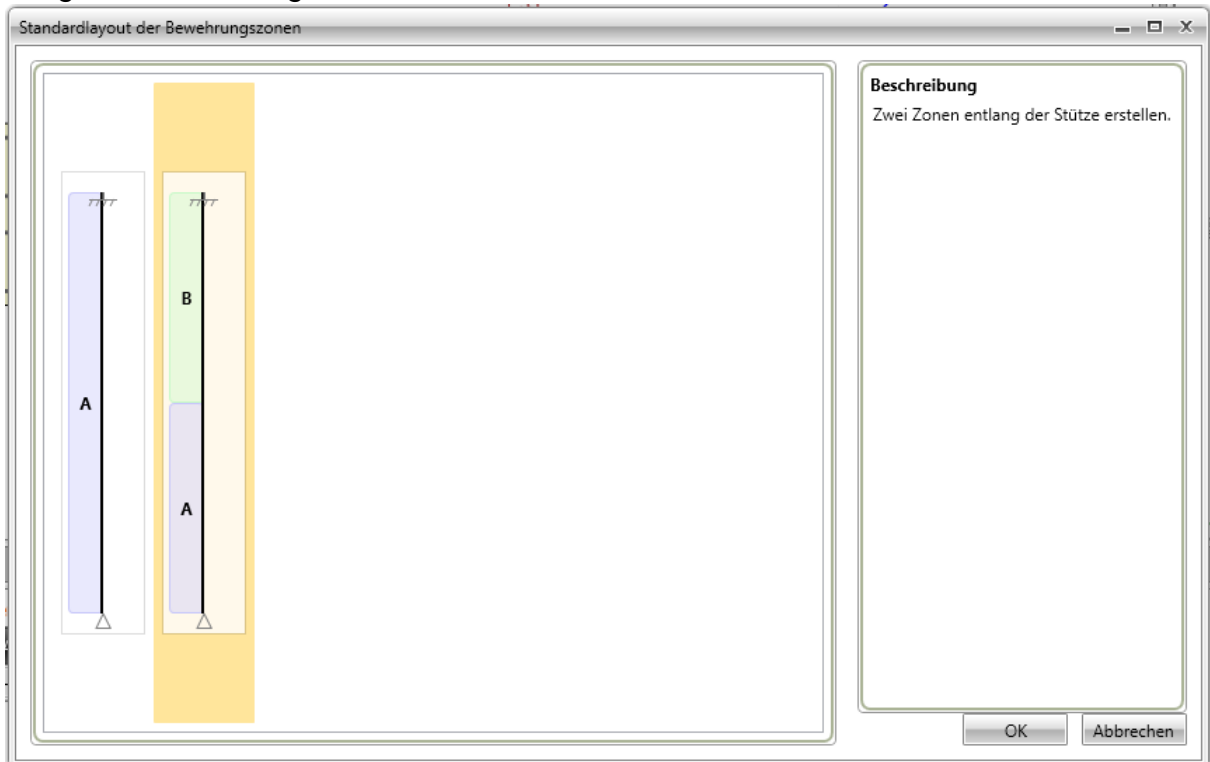 Standardlayout der Bewehrungszonen
Beschreibung
Zwei Zonen entlang der Stütze erstellen.
B
A
A
OK
Abbrechen